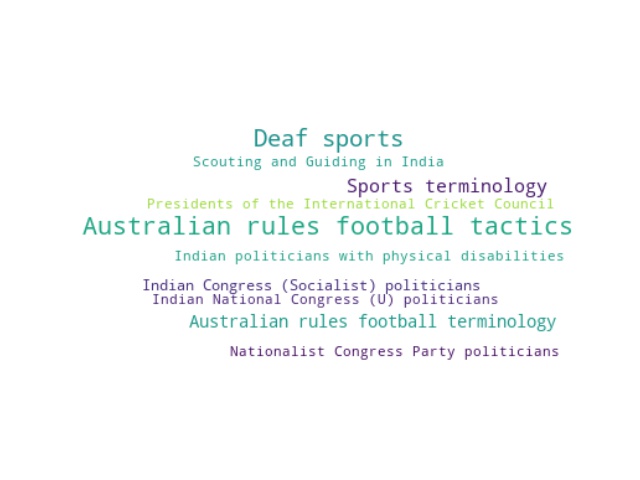 Deaf sports
Scouting and Guiding in India
Sports terminology
Presidents of the International Cricket Council
Australian rules football tactics
Indian politicians with physical disabilities
Indian Congress (Socialist) politicians
Indian National Congress (U) politicians
Australian rules football terminology
Nationalist Congress Party politicians